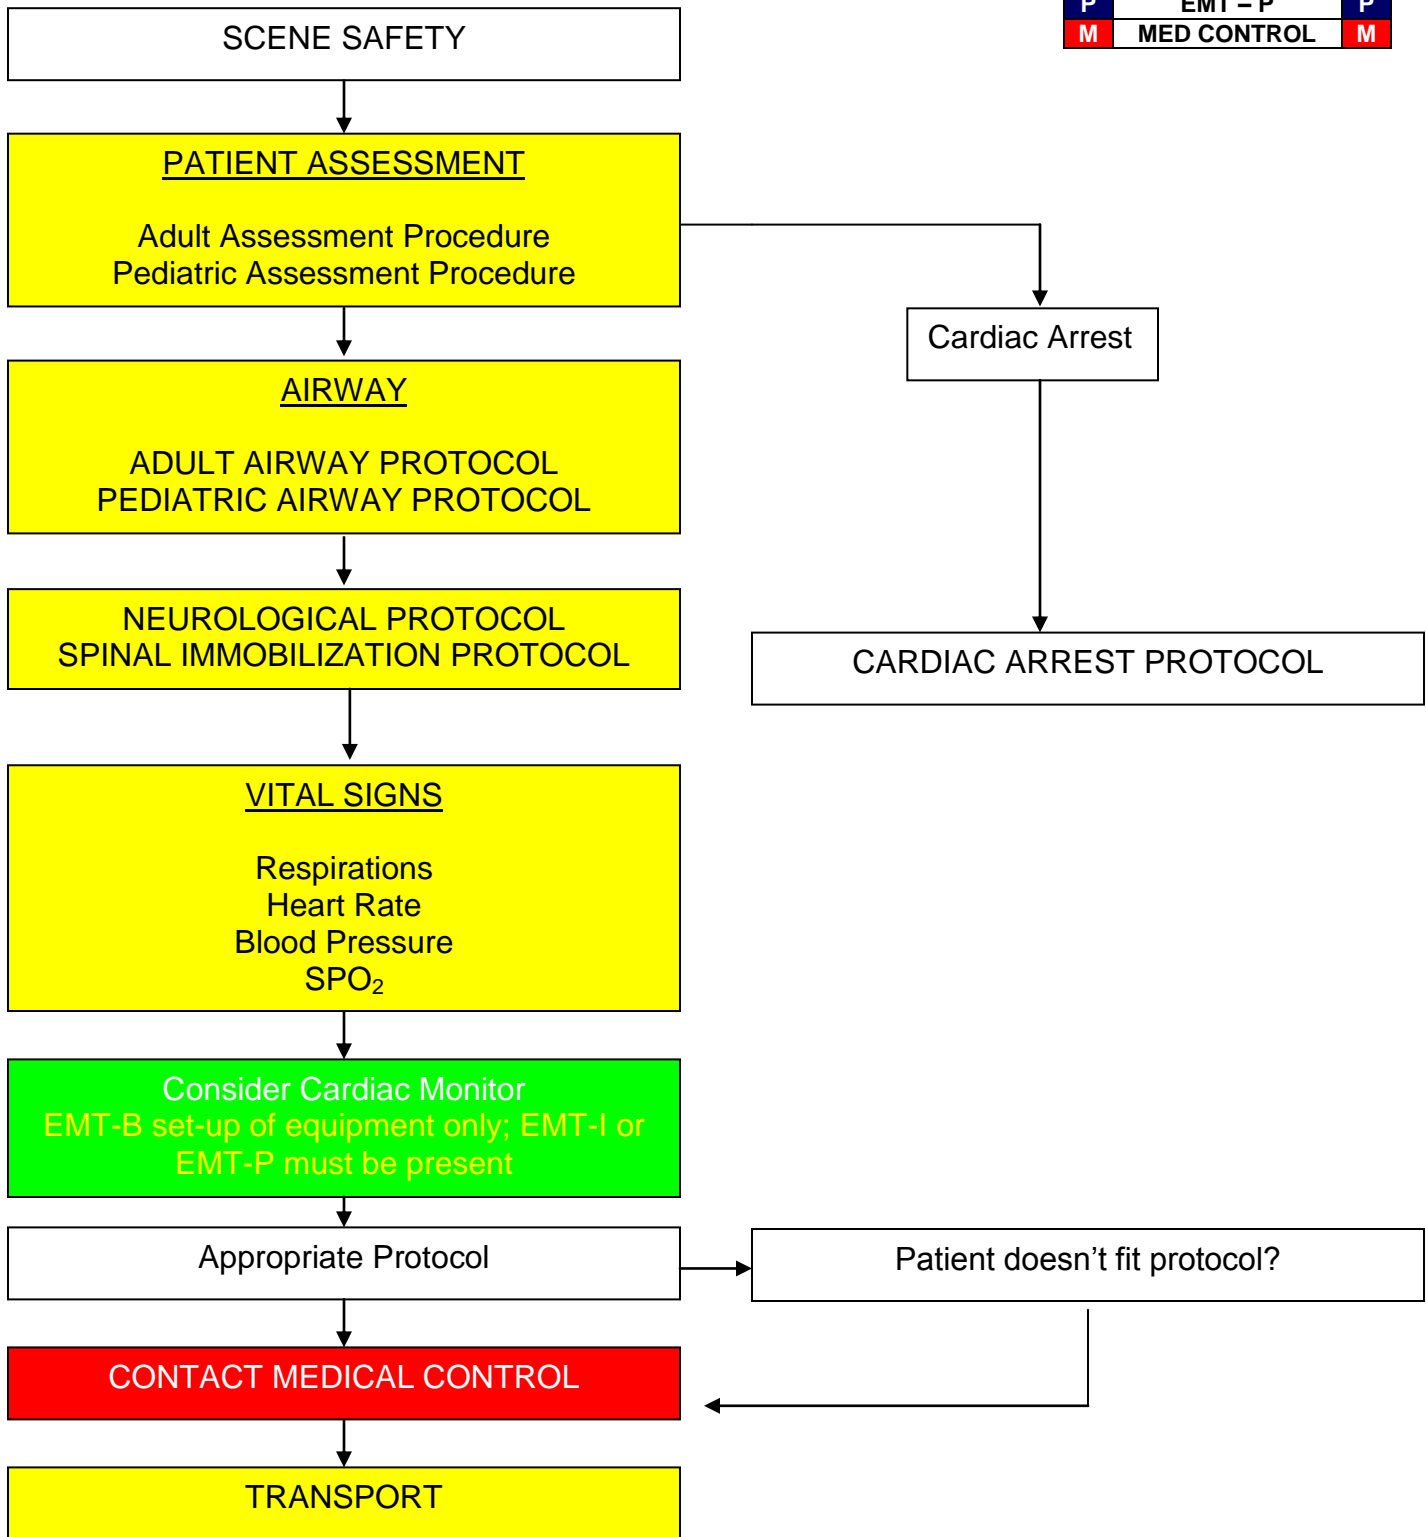 P EMT – P P
M MED CONTROL M
SCENE SAFETY
PATIENT ASSESSMENT
Adult Assessment Procedure
Pediatric Assessment Procedure
Cardiac Arrest
AIRWAY
ADULT AIRWAY PROTOCOL
PEDIATRIC AIRWAY PROTOCOL
NEUROLOGICAL PROTOCOL
SPINAL IMMOBILIZATION PROTOCOL
CARDIAC ARREST PROTOCOL
VITAL SIGNS
Respirations
Heart Rate
Blood Pressure
SPO₂
Consider Cardiac Monitor
EMT-B set-up of equipment only; EMT-I or
EMT-P must be present
Appropriate Protocol
Patient doesn’t fit protocol?
CONTACT MEDICAL CONTROL
TRANSPORT